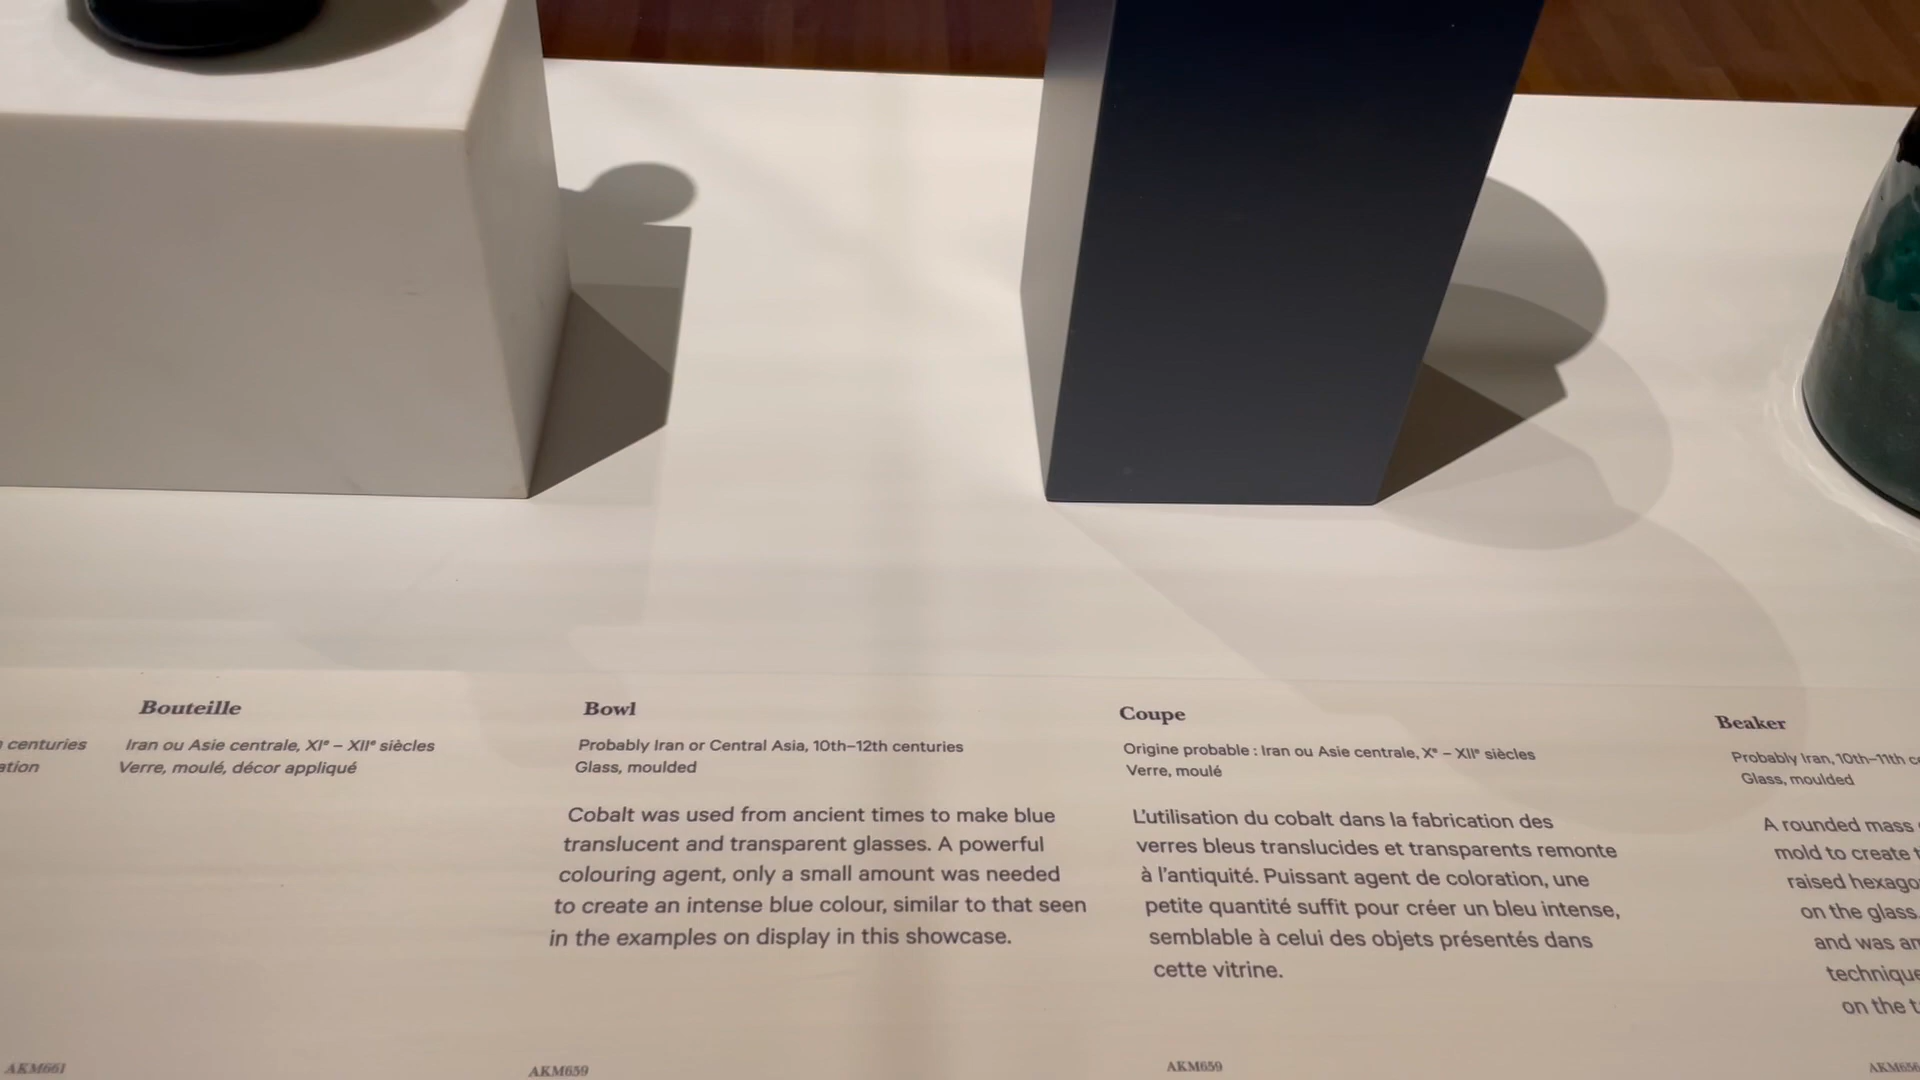 centuries
Bouteille
Iran ou Asie centrale, XIᵉ – XIIᵉ siècles
Verre, moulé, décor appliqué
AKM661
Bowl
Probably Iran or Central Asia, 10th–12th centuries
Glass, moulded
Cobalt was used from ancient times to make blue
translucent and transparent glasses. A powerful
colouring agent, only a small amount was needed
to create an intense blue colour, similar to that seen
in the examples on display in this showcase.
AKM659
Coupe
Origine probable : Iran ou Asie centrale, Xᵉ – XIIᵉ siècles
Verre, moulé
L'utilisation du cobalt dans la fabrication des
verres bleus translucides et transparents remonte
à l'antiquité. Puissant agent de coloration, une
petite quantité suffit pour créer un bleu intense,
semblable à celui des objets présentés dans
cette vitrine.
AKM659
Beaker
Probably Iran, 10th–11th
Glass, moulded
A rounded mass
mold to create
raised
on the glass.
and was
on the